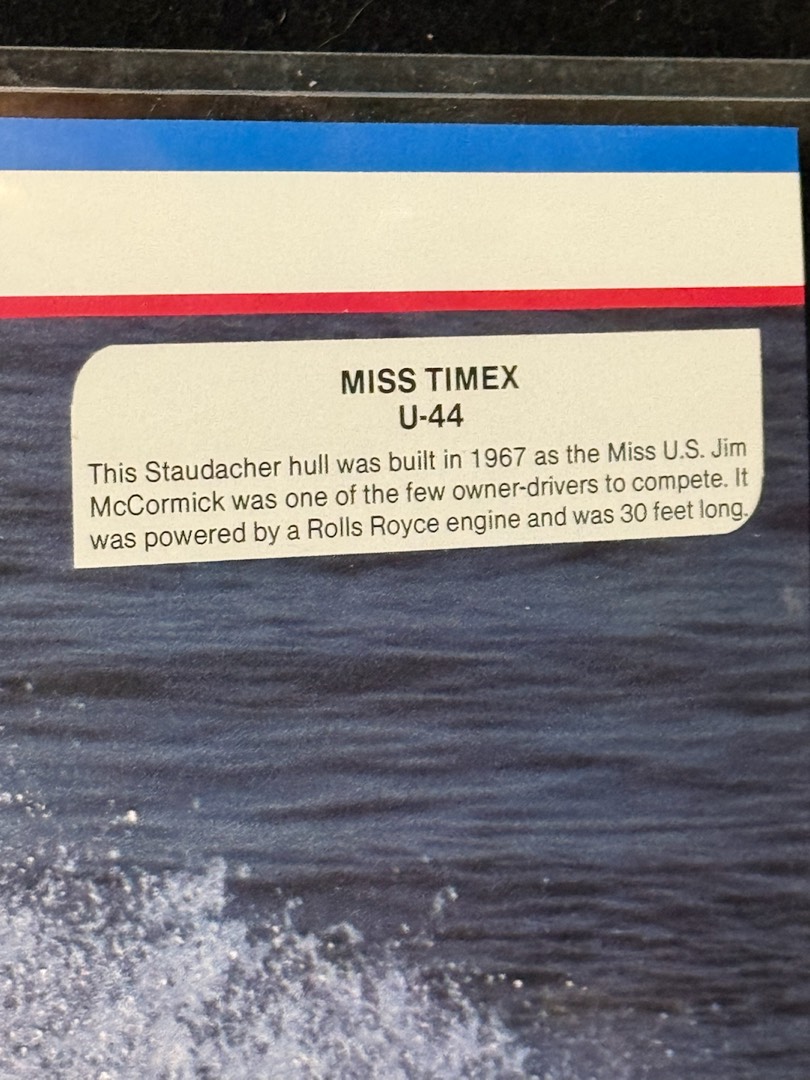 MISS TIMEX
U-44
This Staudacher hull was built in 1967 as the Miss U.S. Jim
McCormick was one of the few owner-drivers to compete. It
was powered by a Rolls Royce engine and was 30 feet long.